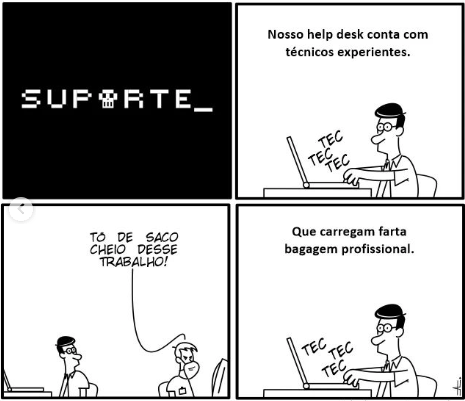 SUPORTE_
Nosso help desk conta com
técnicos experientes.
TEC
TEC
TEC
TÔ DE SACO
CHEIO DESSE
TRABALHO!
Que carregam farta
bagagem profissional.
TEC
TEC
TEC